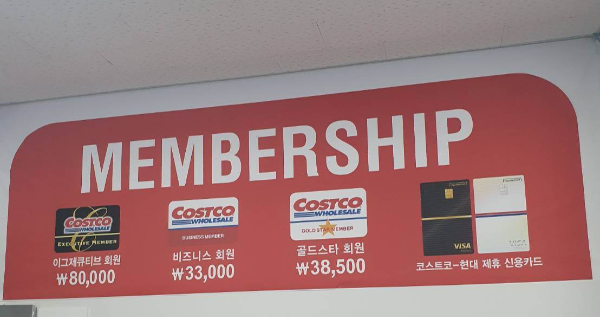 MEMBERSHIP
COSTCO
WHOLESALE
EXECUTIVE MEMBER
이그제큐티브 회원
₩80,000
COSTCO
WHOLESALE
BUSINESS MEMBER
비즈니스 회원
₩33,000
COSTCO
WHOLESALE
GOLD STAR MEMBER
골드스타 회원
₩38,500
VISA
코스트코-현대 제휴 신용카드